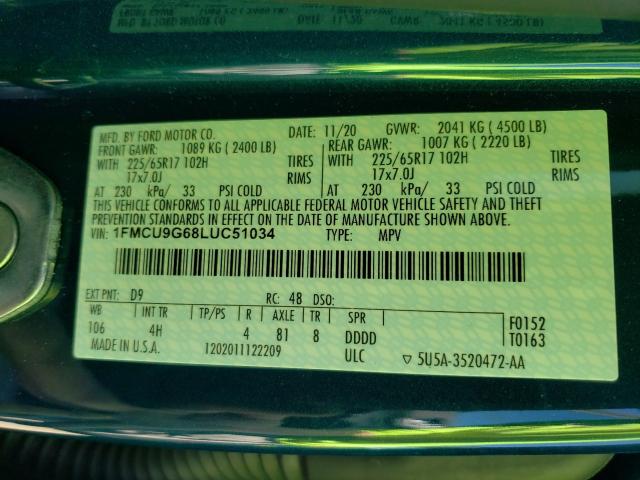 MFD. BY FORD MOTOR CO.
DATE: 11/20 GVWR: 2041 KG ( 4500 LB)
FRONT GAWR: 1089 KG ( 2400 LB)
REAR GAWR: 1007 KG ( 2220 LB)
WITH 225/65R17 102H TIRES
WITH 225/65R17 102H TIRES
17x7.0J RIMS
17x7.0J RIMS
AT 230 kPa/ 33 PSI COLD
AT 230 kPa/ 33 PSI COLD
THIS VEHICLE CONFORMS TO ALL APPLICABLE FEDERAL MOTOR VEHICLE SAFETY AND THEFT
PREVENTION STANDARDS IN EFFECT ON THE DATE OF MANUFACTURE SHOWN ABOVE.
VIN: 1FMCU9G68LUC51034 TYPE: MPV
EXT PNT: D9 RC: 48 DSO:
WB INT TR TP/PS R AXLE TR SPR
106 4H 4 81 8 DDDD
F0152
T0163
MADE IN U.S.A. 1202011122209 ULC ▽ 5U5A-3520472-AA